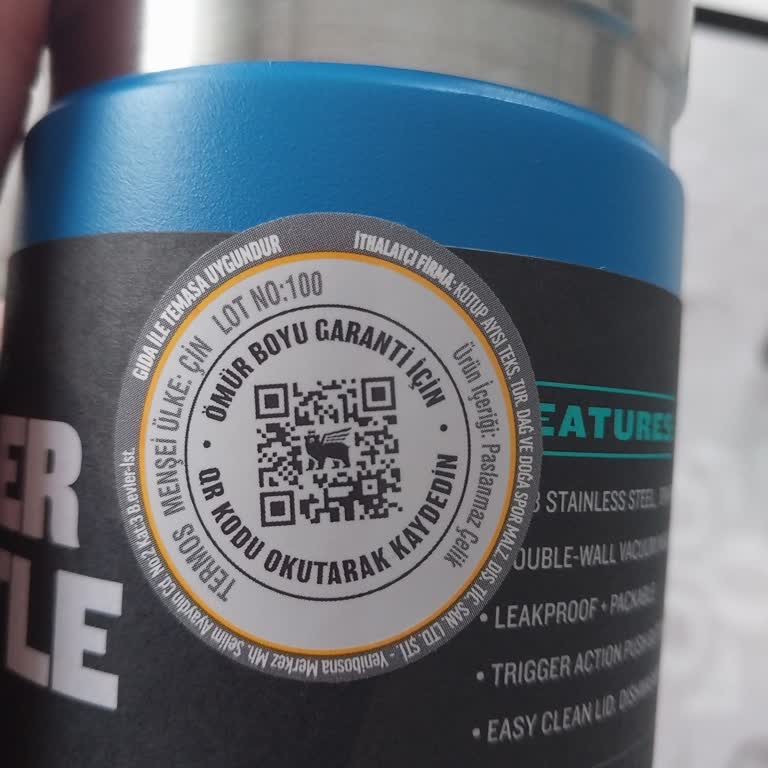 GIDA İLE TEMASA UYGUNDUR
İTHALATÇI FİRMA: KUTUP AYISI TEKS. TUR. DAĞ VE DOĞA SPOR MALZ. DIŞ. TİC. SAN. LTD. ŞTİ. - Yenibosna Merkez Mh. Selim Ayaydın Cd. No:2 Kat:3 B.evler-İst.
TERMOS MENŞEİ ÜLKE: ÇİN LOT NO:100
Ürün İçeriği: Paslanmaz Çelik
ÖMÜR BOYU GARANTİ İÇİN
QR KODU OKUTARAK KAYDEDİN
ER
TLE
EATURES
STAINLESS STEEL,
OUBLE-WALL VACUUM
• LEAKPROOF + PACKABLE
• TRIGGER ACTION, PUSH
• EASY CLEAN LID,